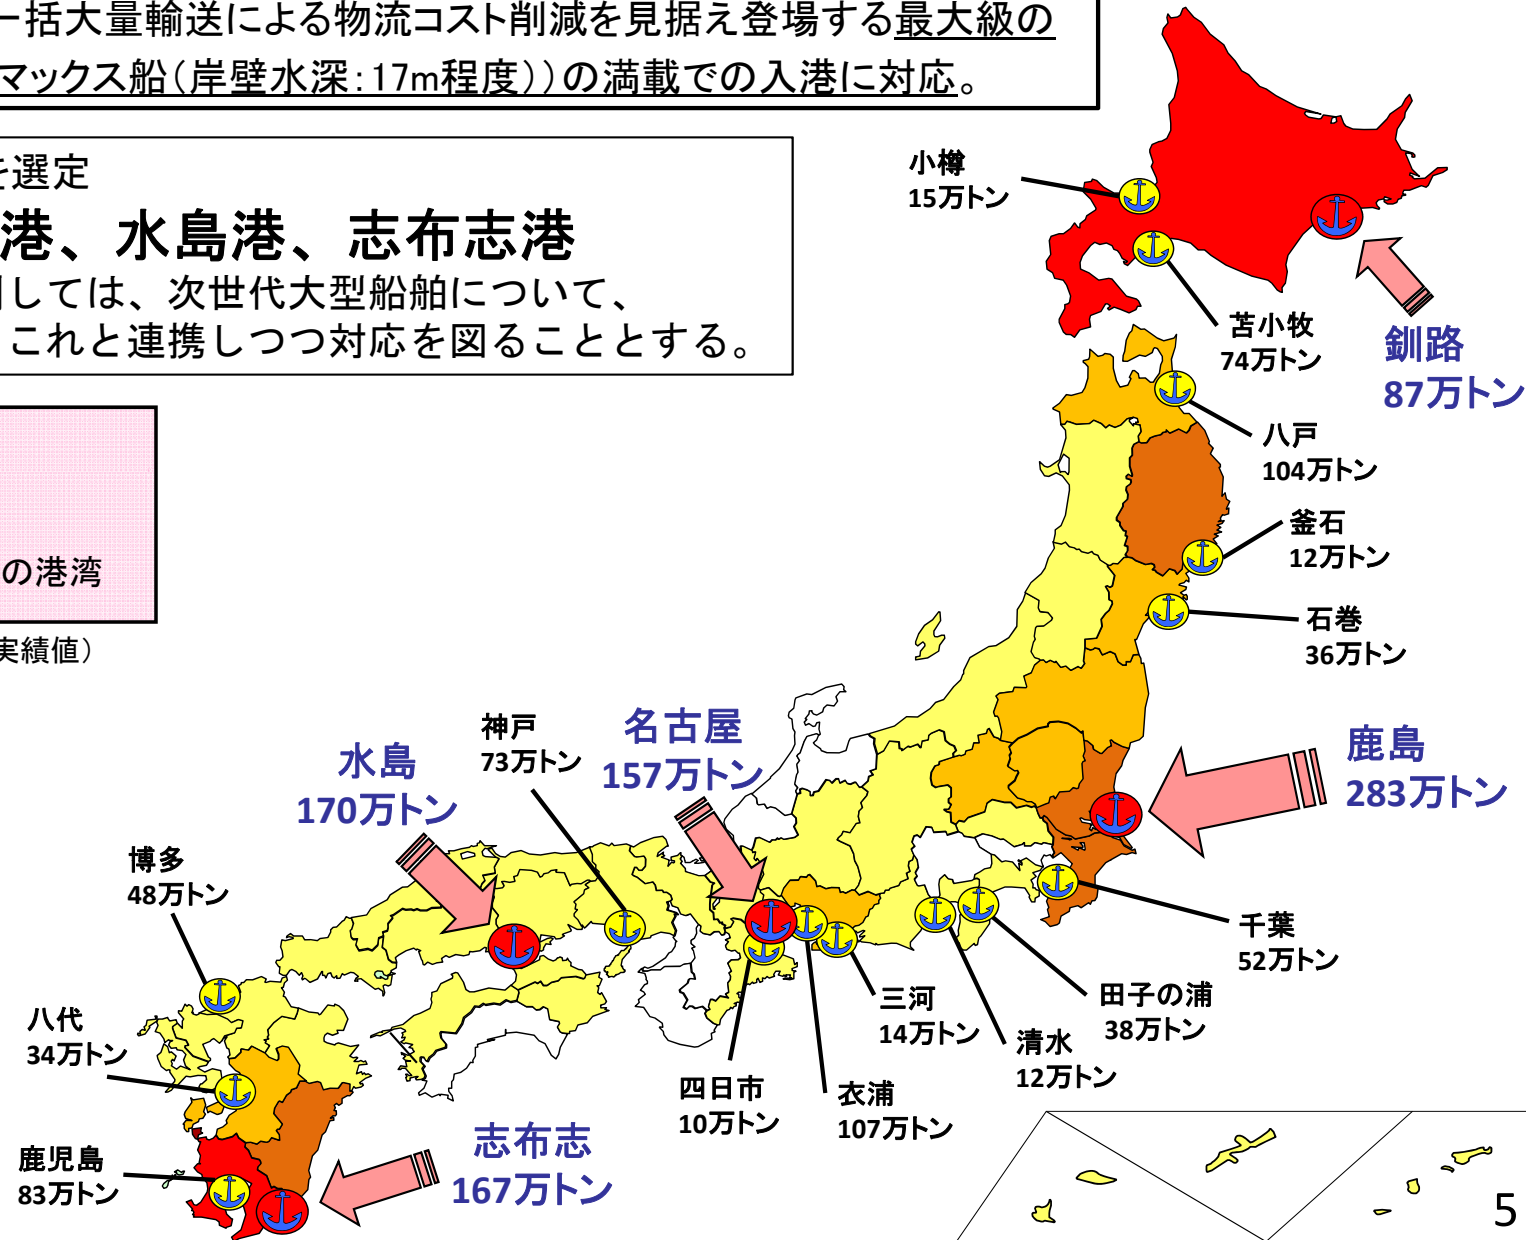 一括大量輸送による物流コスト削減を見据え登場する最大級の
マックス船(岸壁水深:17m程度))の満載での入港に対応。
を選定
港、水島港、志布志港
しては、次世代大型船舶について、
これと連携しつつ対応を図ることとする。
の港湾
実績値)
小樽
15万トン
苫小牧
74万トン
釧路
87万トン
八戸
104万トン
釜石
12万トン
石巻
36万トン
鹿島
283万トン
名古屋
157万トン
神戸
73万トン
水島
170万トン
博多
48万トン
千葉
52万トン
田子の浦
38万トン
三河
14万トン
清水
12万トン
八代
34万トン
四日市
10万トン
衣浦
107万トン
志布志
167万トン
鹿児島
83万トン
5